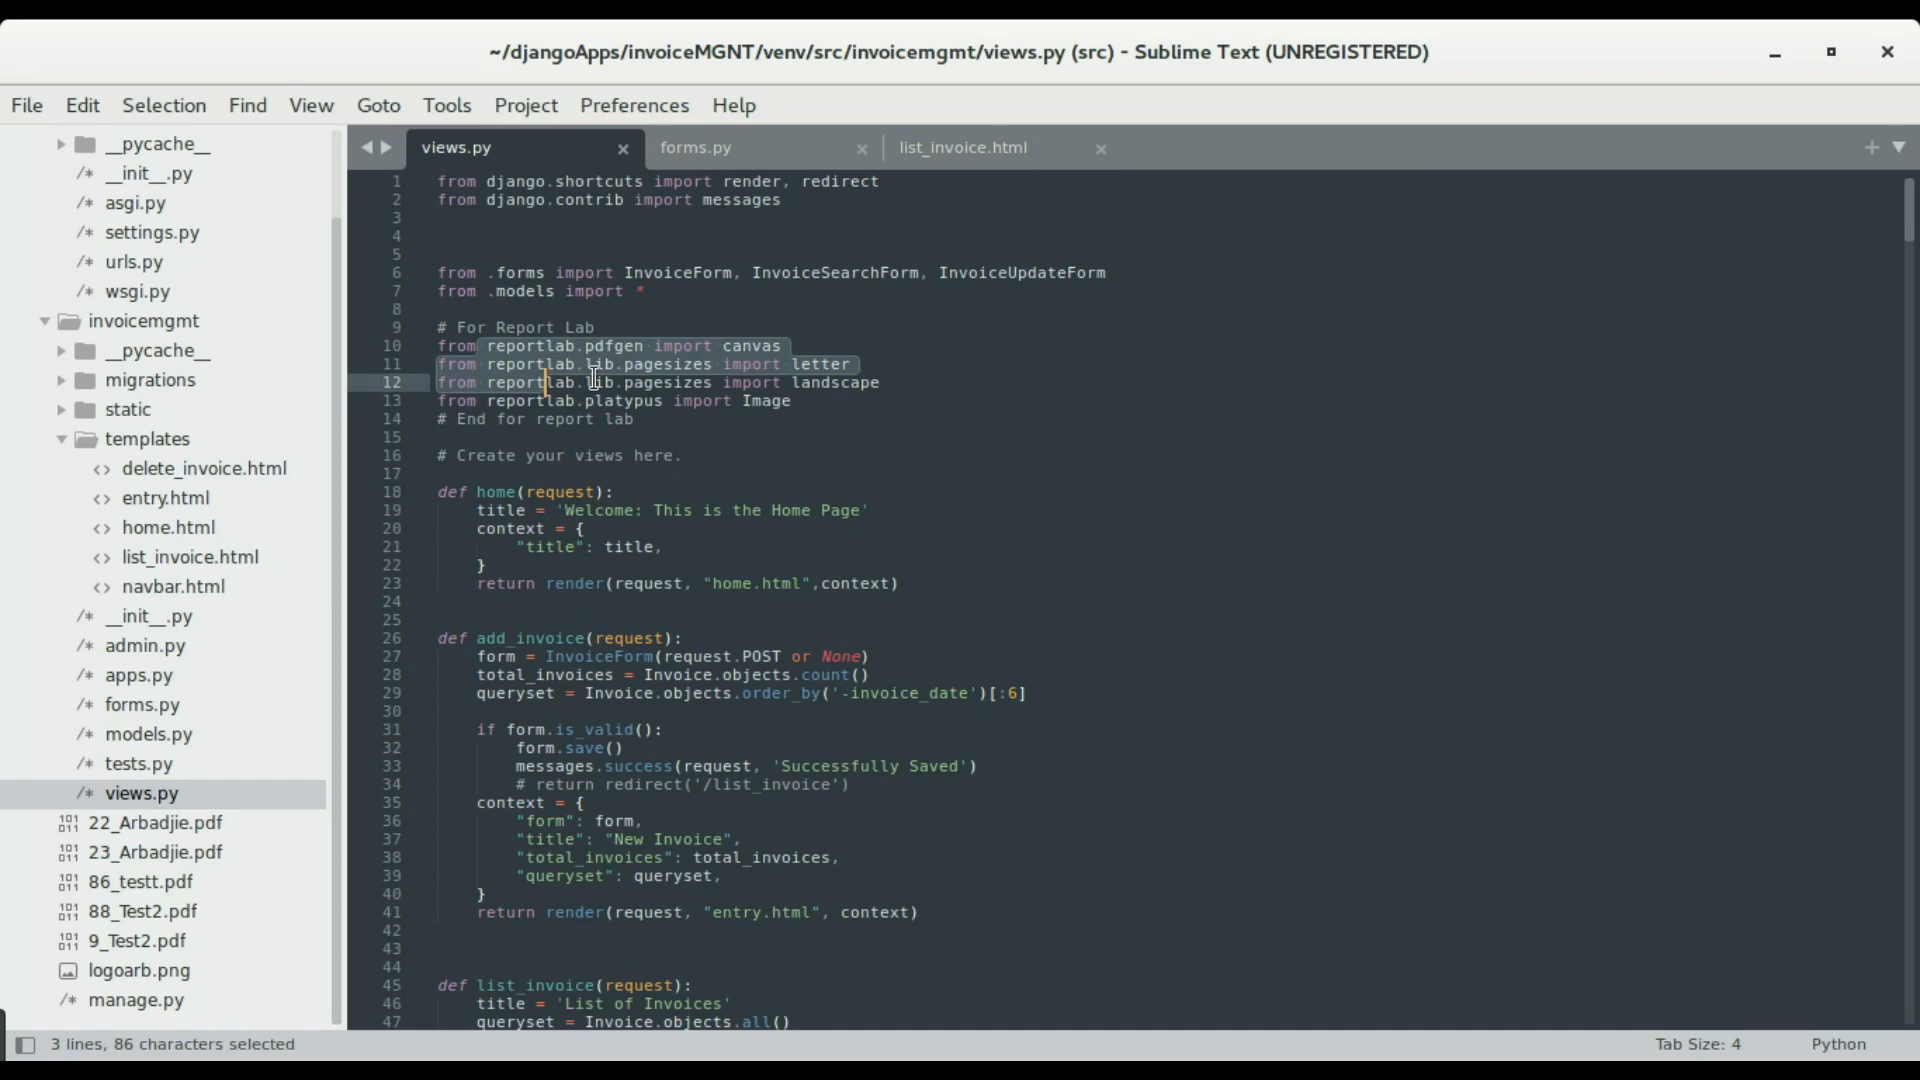 ~/djangoApps/invoiceMGNT/venv/src/invoicemgmt/views.py (src) - Sublime Text (UNREGISTERED)
File Edit Selection Find View Goto Tools Project Preferences Help
__pycache__
/* __init__.py
/* asgi.py
/* settings.py
/* urls.py
/* wsgi.py
invoicemgmt
__pycache__
migrations
static
templates
<> delete_invoice.html
<> entry.html
<> home.html
<> list_invoice.html
<> navbar.html
/* __init__.py
/* admin.py
/* apps.py
/* forms.py
/* models.py
/* tests.py
/* views.py
22_Arbadjie.pdf
23_Arbadjie.pdf
86_testt.pdf
88_Test2.pdf
9_Test2.pdf
logoarb.png
/* manage.py
views.py forms.py list_invoice.html
1 from django.shortcuts import render, redirect
2 from django.contrib import messages
3
4
5
6 from .forms import InvoiceForm, InvoiceSearchForm, InvoiceUpdateForm
7 from .models import *
8
9 # For Report Lab
10 from reportlab.pdfgen import canvas
11 from reportlab.lib.pagesizes import letter
12 from reportlab.lib.pagesizes import landscape
13 from reportlab.platypus import Image
14 # End for report lab
15
16 # Create your views here.
17
18 def home(request):
19 title = 'Welcome: This is the Home Page'
20 context = {
21 "title": title,
22 }
23 return render(request, "home.html",context)
24
25
26 def add_invoice(request):
27 form = InvoiceForm(request.POST or None)
28 total_invoices = Invoice.objects.count()
29 queryset = Invoice.objects.order_by('-invoice_date')[:6]
30
31 if form.is_valid():
32 form.save()
33 messages.success(request, 'Successfully Saved')
34 # return redirect('/list_invoice')
35 context = {
36 "form": form,
37 "title": "New Invoice",
38 "total_invoices": total_invoices,
39 "queryset": queryset,
40 }
41 return render(request, "entry.html", context)
42
43
44
45 def list_invoice(request):
46 title = 'List of Invoices'
47 queryset = Invoice.objects.all()
3 lines, 86 characters selected
Tab Size: 4 Python